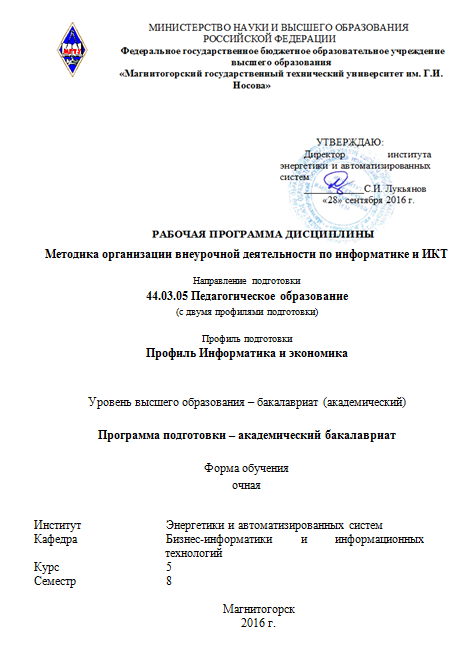 МИНИСТЕРСТВО НАУКИ И ВЫСШЕГО ОБРАЗОВАНИЯ
РОССИЙСКОЙ ФЕДЕРАЦИИ
Федеральное государственное бюджетное образовательное учреждение
высшего образования
«Магнитогорский государственный технический университет им. Г.И.
Носова»
УТВЕРЖДАЮ:
Директор института
энергетики и автоматизированных
систем
С.И. Лукьянов
«28» сентября 2016 г.
РАБОЧАЯ ПРОГРАММА ДИСЦИПЛИНЫ
Методика организации внеурочной деятельности по информатике и ИКТ
Направление подготовки
44.03.05 Педагогическое образование
(с двумя профилями подготовки)
Профиль подготовки
Профиль Информатика и экономика
Уровень высшего образования – бакалавриат (академический)
Программа подготовки – академический бакалавриат
Форма обучения
очная
Институт Энергетики и автоматизированных систем
Кафедра Бизнес-информатики и информационных
технологий
Курс 5
Семестр 8
Магнитогорск
2016 г.